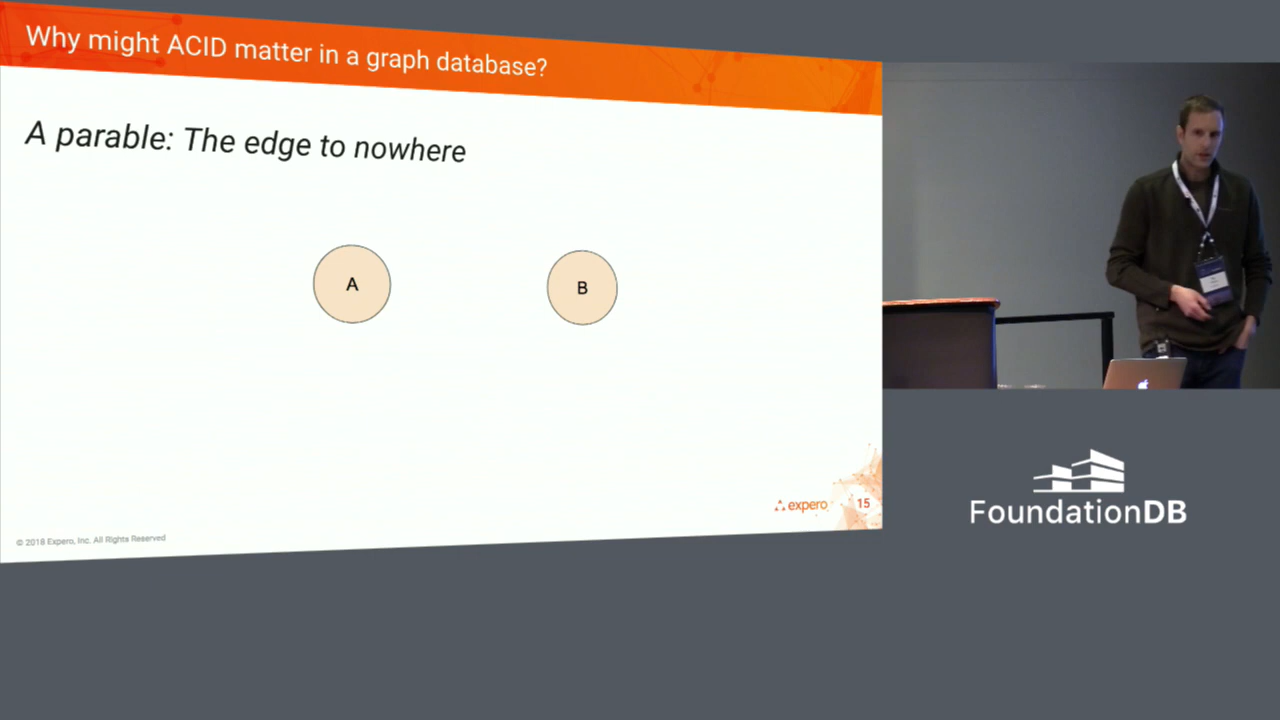 Why might ACID matter in a graph database?
A parable: The edge to nowhere
A
B
expero
15
© 2018 Expero, Inc. All Rights Reserved
FoundationDB